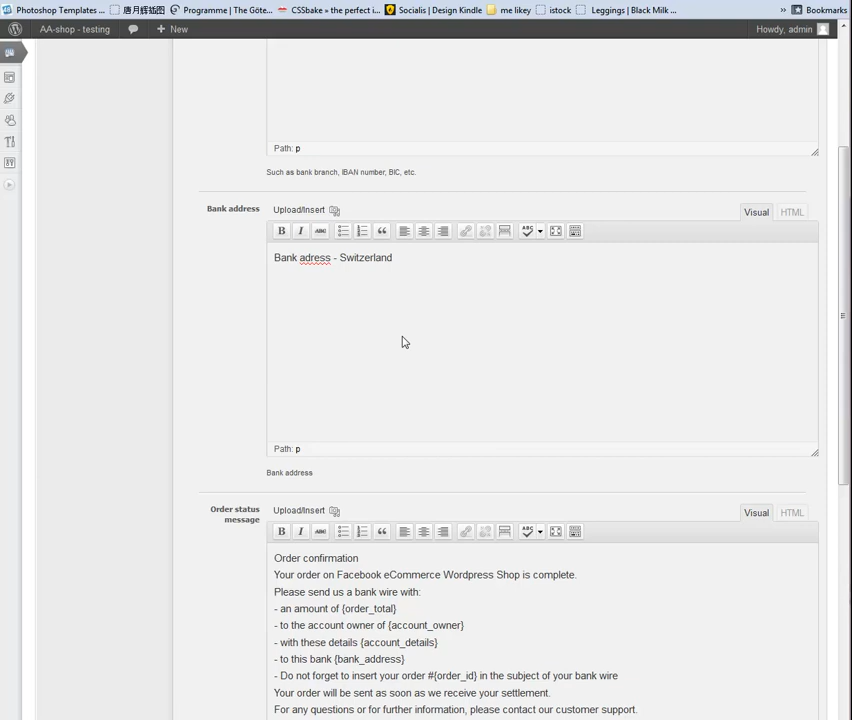 Photoshop Templates ... 唐月辉插图 Programme | The Göte... CSSbake » the perfect i... Socialis | Design Kindle me likey istock Leggings | Black Milk ... » Bookmarks
AA-shop - testing + New Howdy, admin
Path: p
Such as bank branch, IBAN number, BIC, etc.
Bank address Upload/Insert Visual HTML
B I ABC “ ABC
Bank adress - Switzerland
Path: p
Bank address
Order status message Upload/Insert Visual HTML
B I ABC “ ABC
Order confirmation
Your order on Facebook eCommerce Wordpress Shop is complete.
Please send us a bank wire with:
- an amount of {order_total}
- to the account owner of {account_owner}
- with these details {account_details}
- to this bank {bank_address}
- Do not forget to insert your order #{order_id} in the subject of your bank wire
Your order will be sent as soon as we receive your settlement.
For any questions or for further information, please contact our customer support.